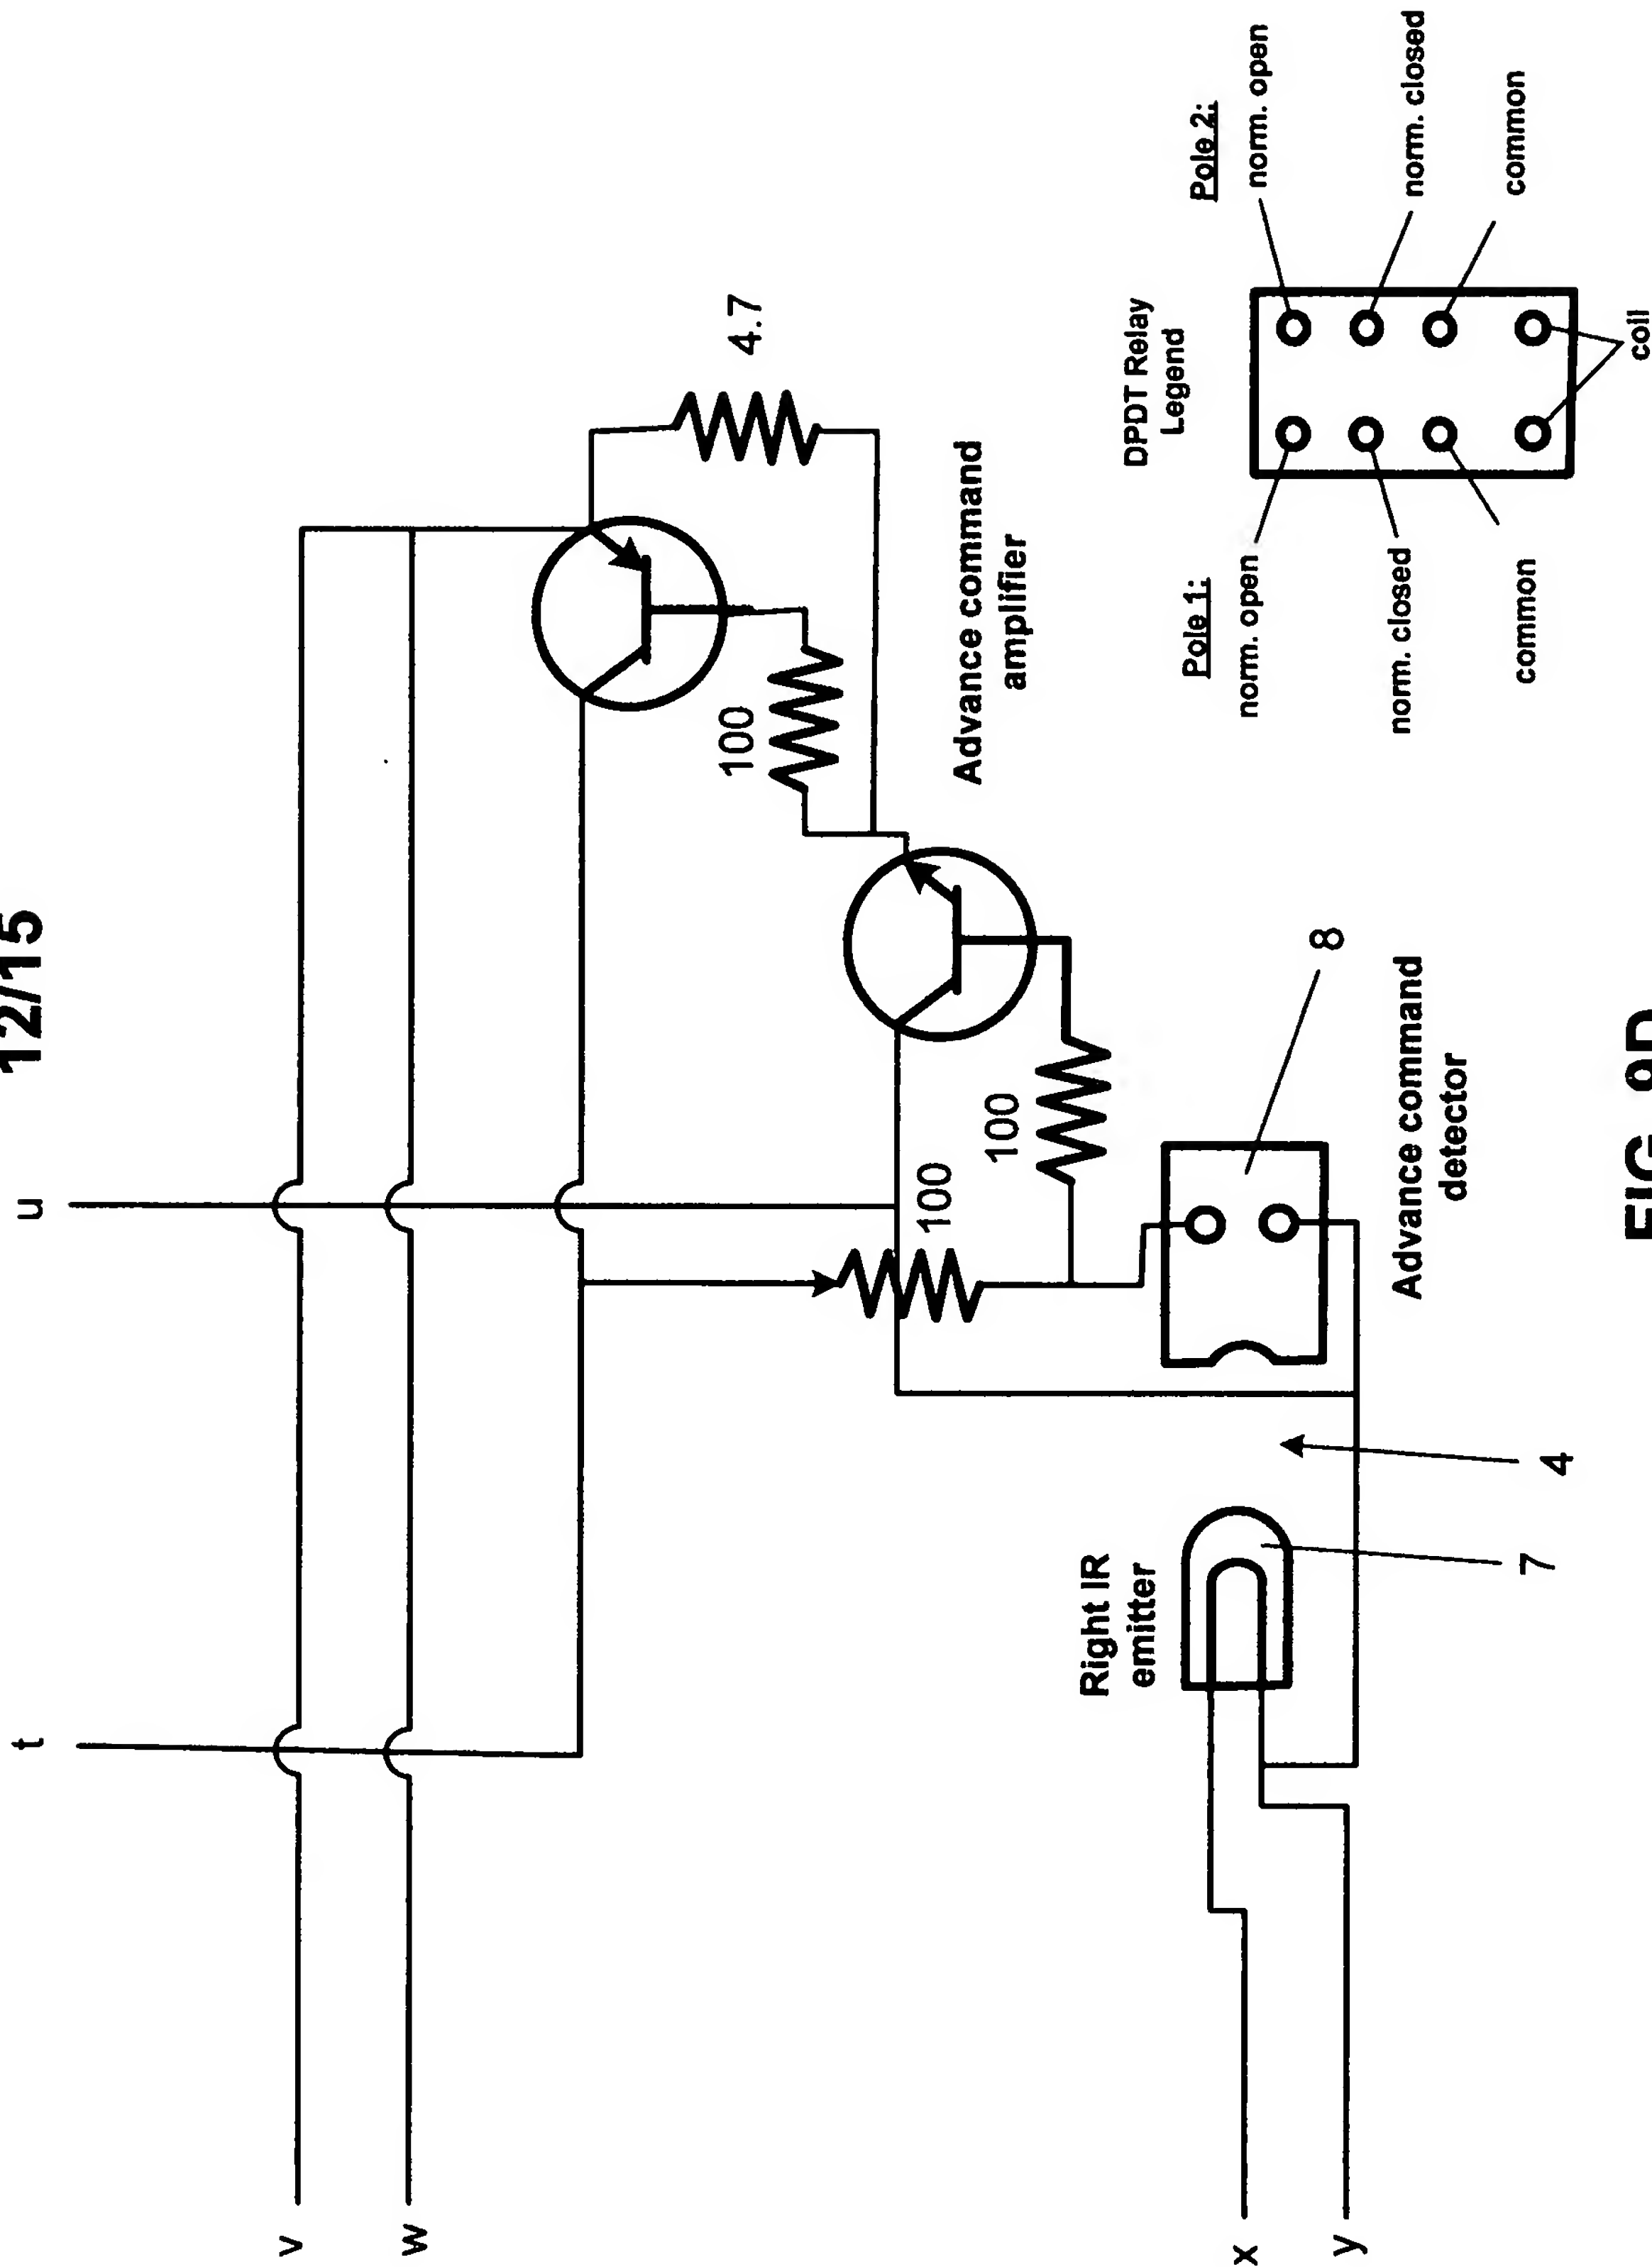 12/15
t
u
v
w
4.7
100
Advance command
amplifier
100
100
Right IR
emitter
Advance command
detector
8
7
4
x
y
DPDT Relay
Legend
Pole 1:
norm. open
norm. closed
common
Pole 2:
norm. open
norm. closed
common
coil
FIG. 9D